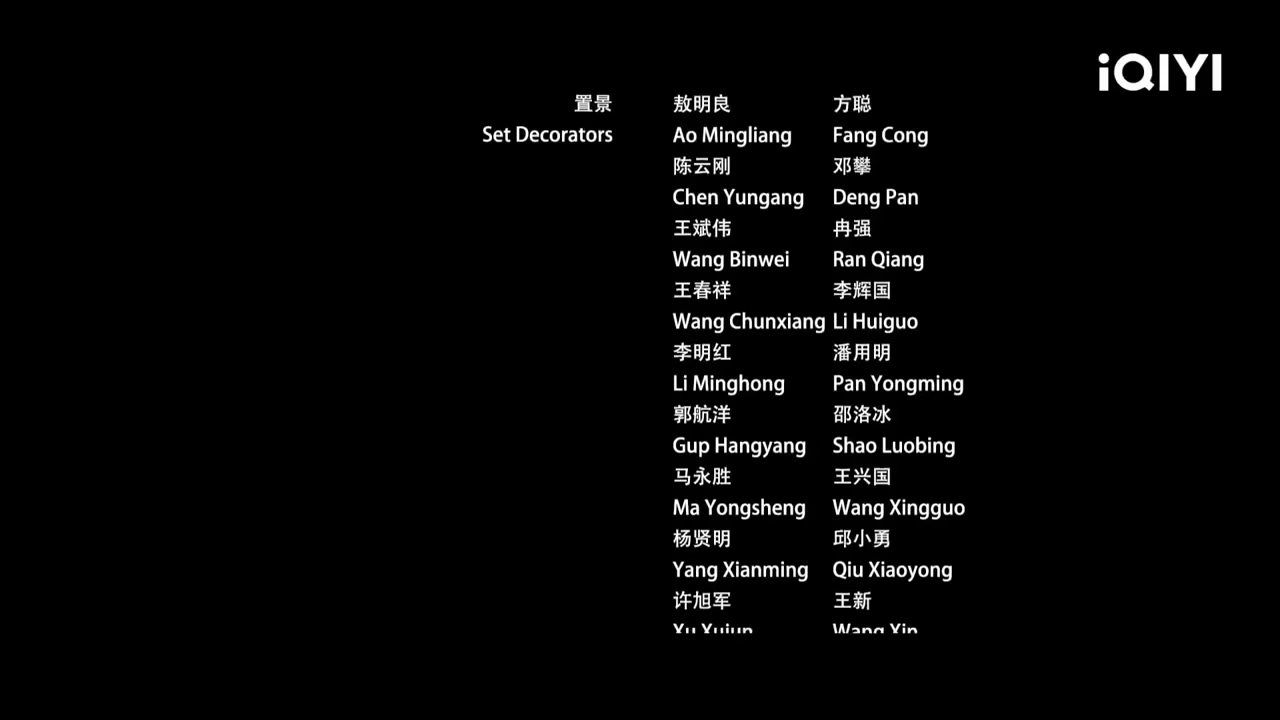 iQIYI
置景 敖明良 方聪
Set Decorators Ao Mingliang Fang Cong
陈云刚 邓攀
Chen Yungang Deng Pan
王斌伟 冉强
Wang Binwei Ran Qiang
王春祥 李辉国
Wang Chunxiang Li Huiguo
李明红 潘用明
Li Minghong Pan Yongming
郭航洋 邵洛冰
Gup Hangyang Shao Luobing
马永胜 王兴国
Ma Yongsheng Wang Xingguo
杨贤明 邱小勇
Yang Xianming Qiu Xiaoyong
许旭军 王新
Xu Xujun Wang Xin